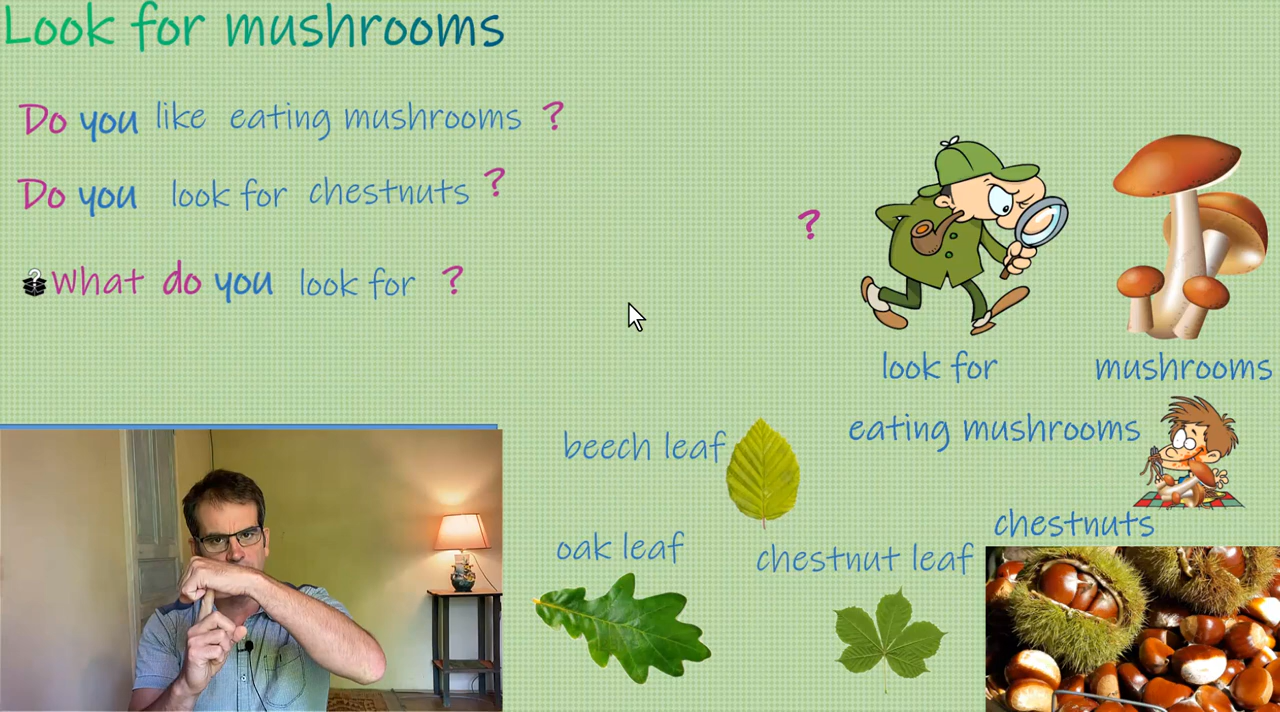 Look for mushrooms
Do you like eating mushrooms ?
Do you look for chestnuts ?
?
What do you look for ?
look for
mushrooms
eating mushrooms
beech leaf
chestnuts
oak leaf
chestnut leaf